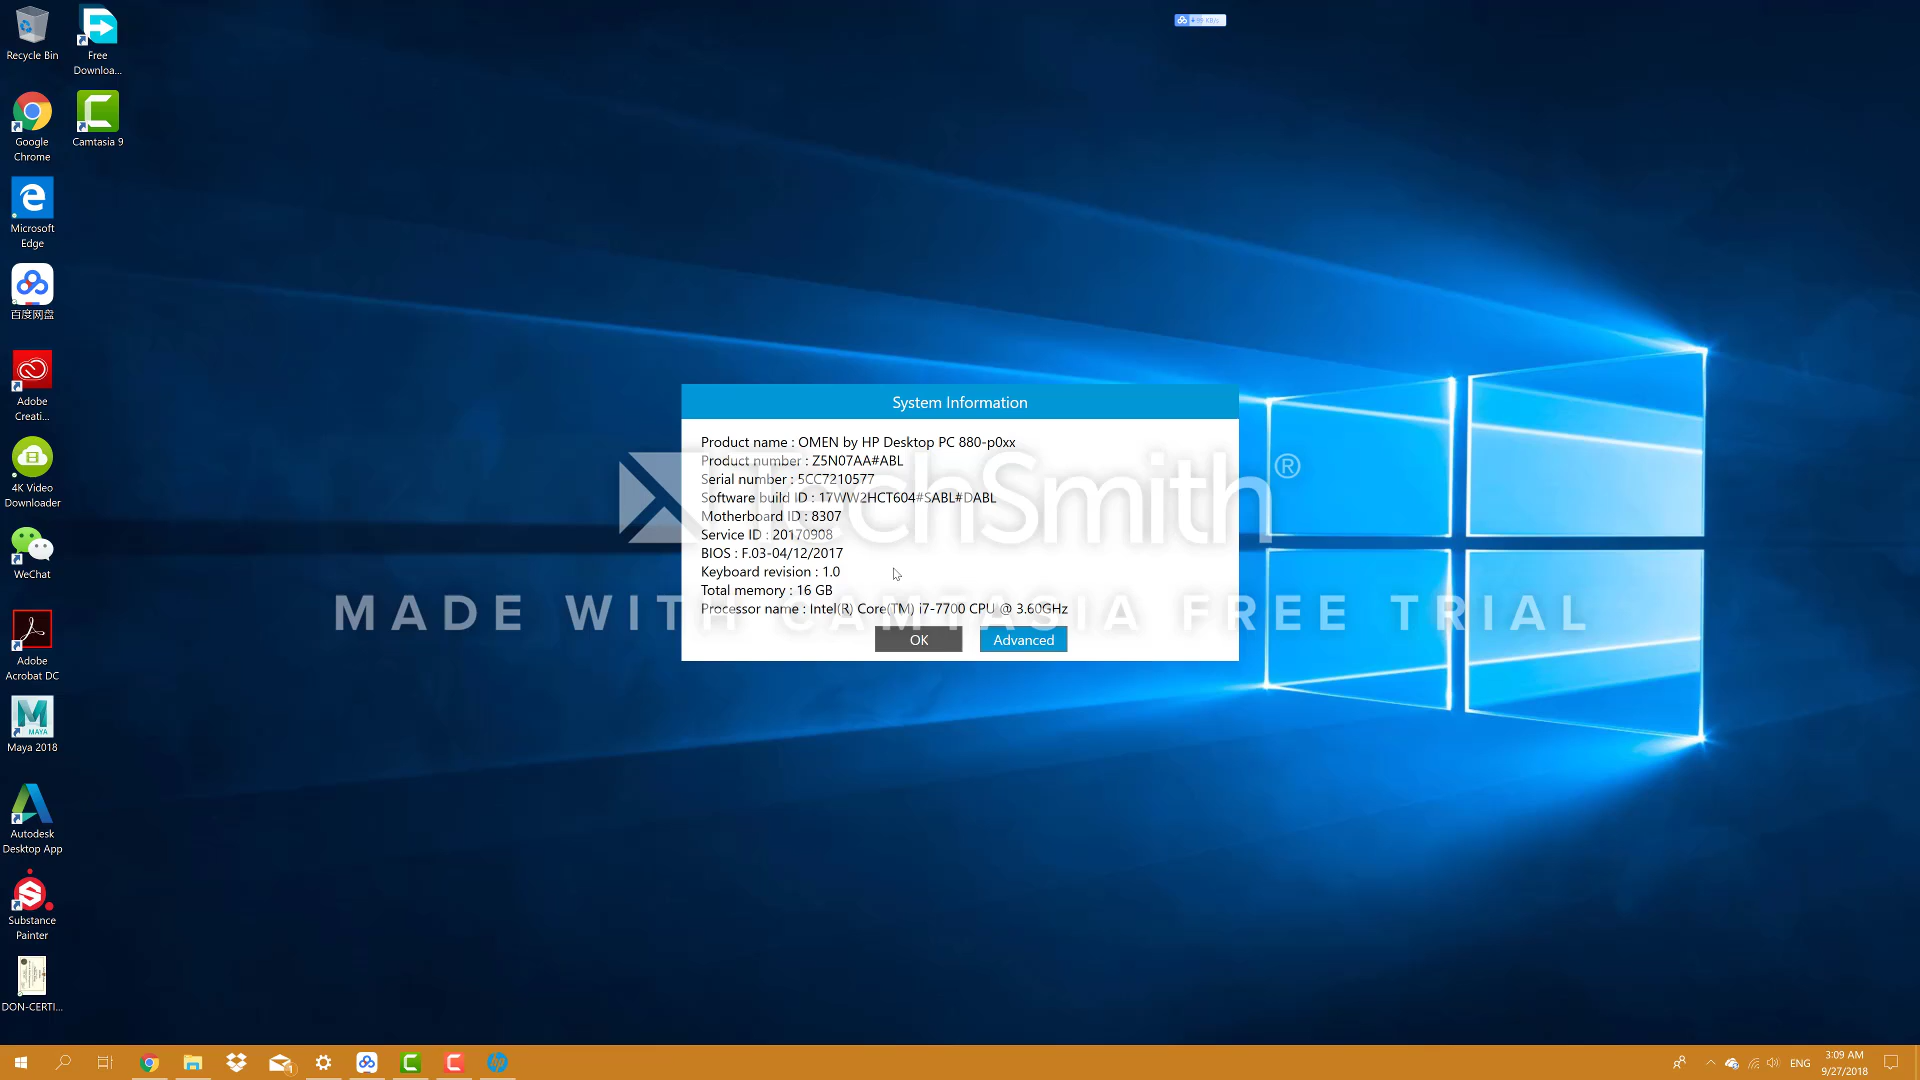 Recycle Bin
Free
Downloa...
Google
Chrome
Camtasia 9
Microsoft
Edge
百度网盘
Adobe
Creati...
4K Video
Downloader
WeChat
Adobe
Acrobat DC
MAYA
Maya 2018
Autodesk
Desktop App
Substance
Painter
DON-CERTI...
System Information
Product name : OMEN by HP Desktop PC 880-p0xx
Product number : Z5N07AA#ABL
Serial number : 5CC7210577
Software build ID : 17WW2HCT604#SABL#DABL
Motherboard ID : 8307
Service ID : 20170908
BIOS : F.03-04/12/2017
Keyboard revision : 1.0
Total memory : 16 GB
Processor name : Intel(R) Core(TM) i7-7700 CPU @ 3.60GHz
OK
Advanced
TechSmith®
MADE WITH CAMTASIA FREE TRIAL
ENG
3:09 AM
9/27/2018